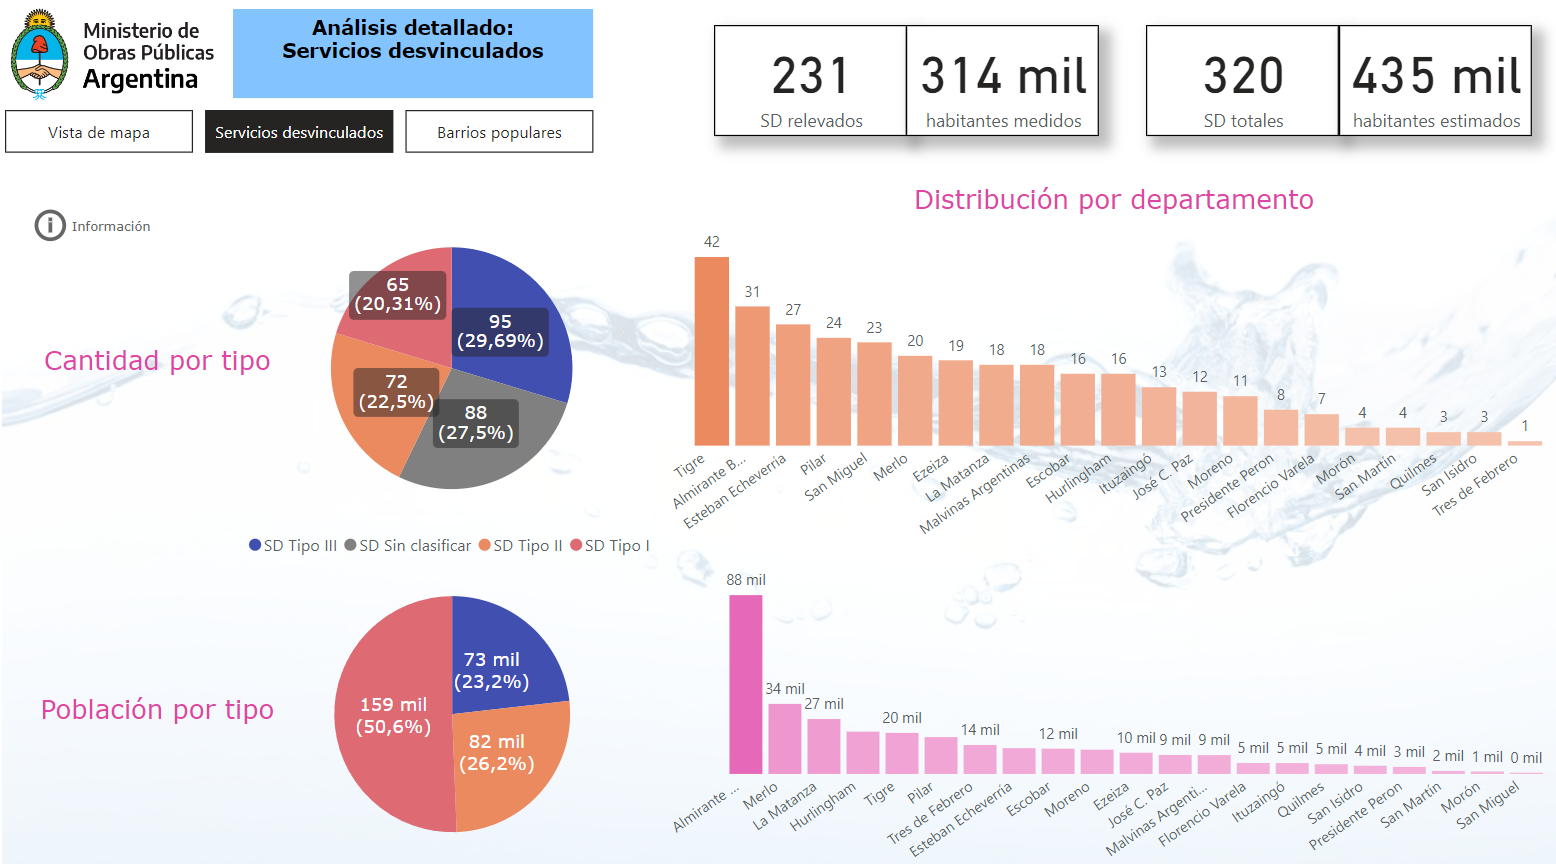 Ministerio de
Obras Públicas
Argentina
Análisis detallado:
Servicios desvinculados
231
SD relevados
314 mil
habitantes medidos
320
SD totales
435 mil
habitantes estimados
Vista de mapa
Servicios desvinculados
Barrios populares
Información
Cantidad por tipo
65
(20,31%)
95
(29,69%)
72
(22,5%)
88
(27,5%)
SD Tipo III
SD Sin clasificar
SD Tipo II
SD Tipo I
Distribución por departamento
42
31
27
24
23
20
19
18
18
16
16
13
12
11
8
7
4
4
3
3
1
Tigre
Almirante B...
Esteban Echeverría
Pilar
San Miguel
Merlo
Ezeiza
La Matanza
Malvinas Argentinas
Escobar
Hurlingham
Ituzaingó
José C. Paz
Moreno
Presidente Peron
Florencio Varela
Morón
San Martín
Quilmes
San Isidro
Tres de Febrero
Población por tipo
73 mil
(23,2%)
159 mil
(50,6%)
82 mil
(26,2%)
88 mil
34 mil
27 mil
20 mil
14 mil
12 mil
10 mil
9 mil
9 mil
5 mil
5 mil
5 mil
4 mil
3 mil
2 mil
1 mil
0 mil
Almirante ...
Merlo
La Matanza
Hurlingham
Tigre
Pilar
Tres de Febrero
Esteban Echeverría
Escobar
Moreno
Ezeiza
José C. Paz
Malvinas Argenti...
Florencio Varela
Ituzaingó
Quilmes
San Isidro
Presidente Peron
San Martín
Morón
San Miguel